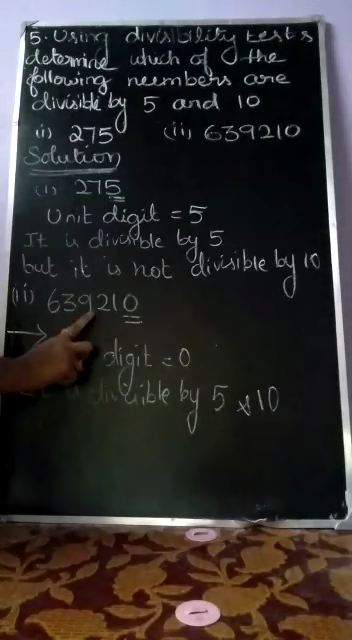 5. Using divisibility tests
determine which of the
following numbers are
divisible by 5 and 10
(i) 275 (ii) 639210
Solution
(i) 275
Unit digit = 5
It is divisible by 5
but it is not divisible by 10
(ii) 639210
digit = 0
is divisible by 5 & 10